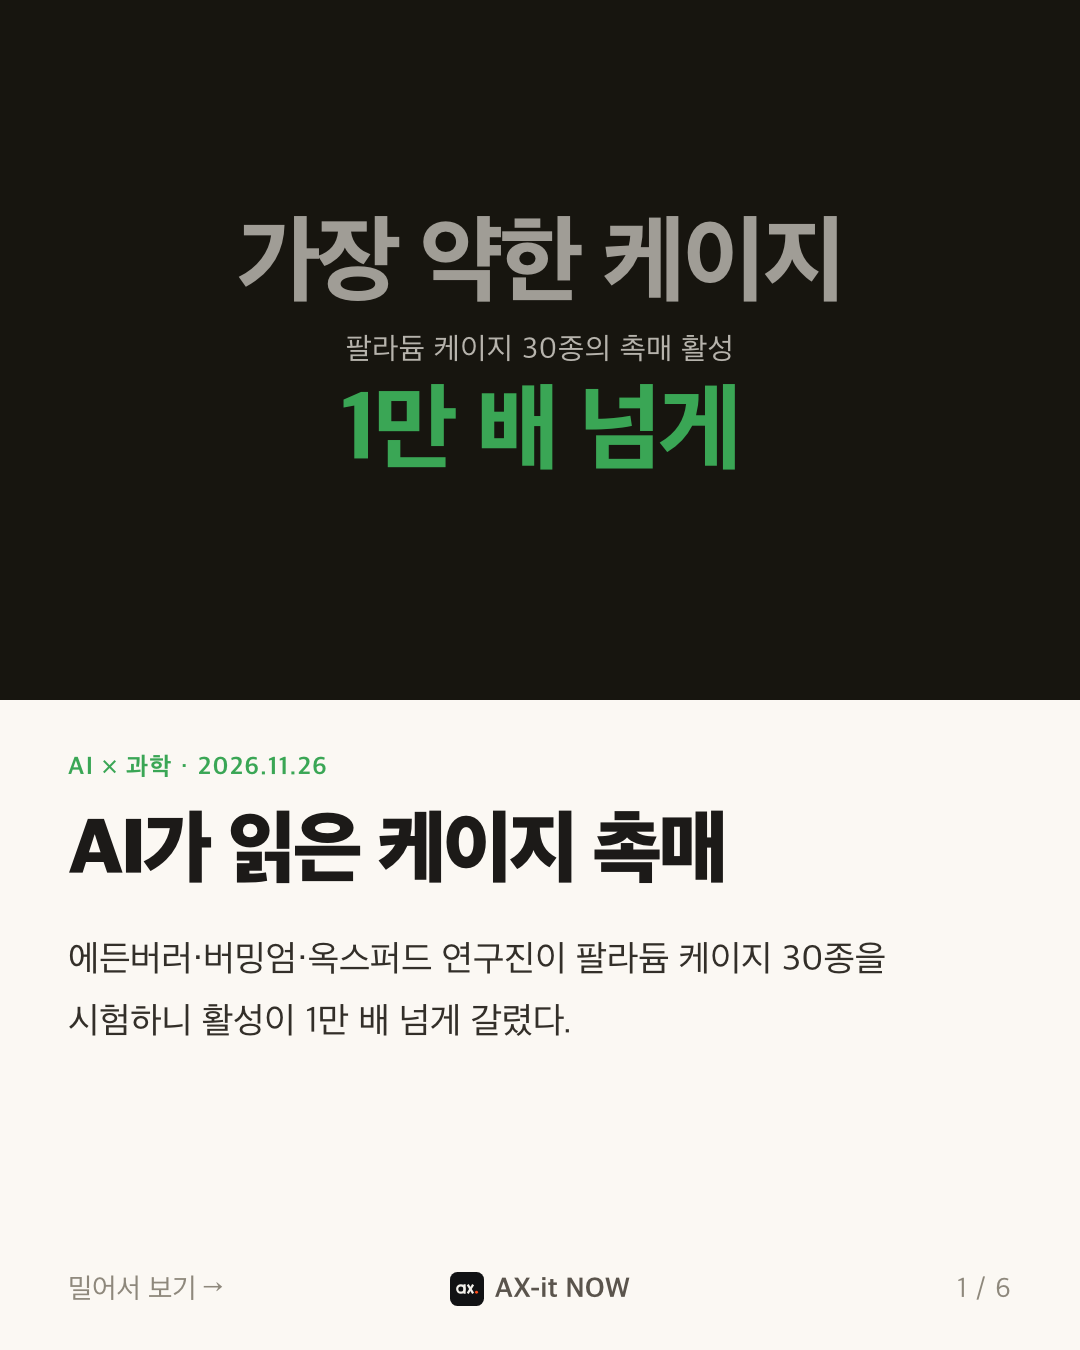 가장 약한 케이지
팔라듐 케이지 30종의 촉매 활성
1만 배 넘게
AI × 과학 · 2026.11.26
AI가 읽은 케이지 촉매
에든버러·버밍엄·옥스퍼드 연구진이 팔라듐 케이지 30종을
시험하니 활성이 1만 배 넘게 갈렸다.
밀어서 보기 →
ax. AX-it NOW
1 / 6